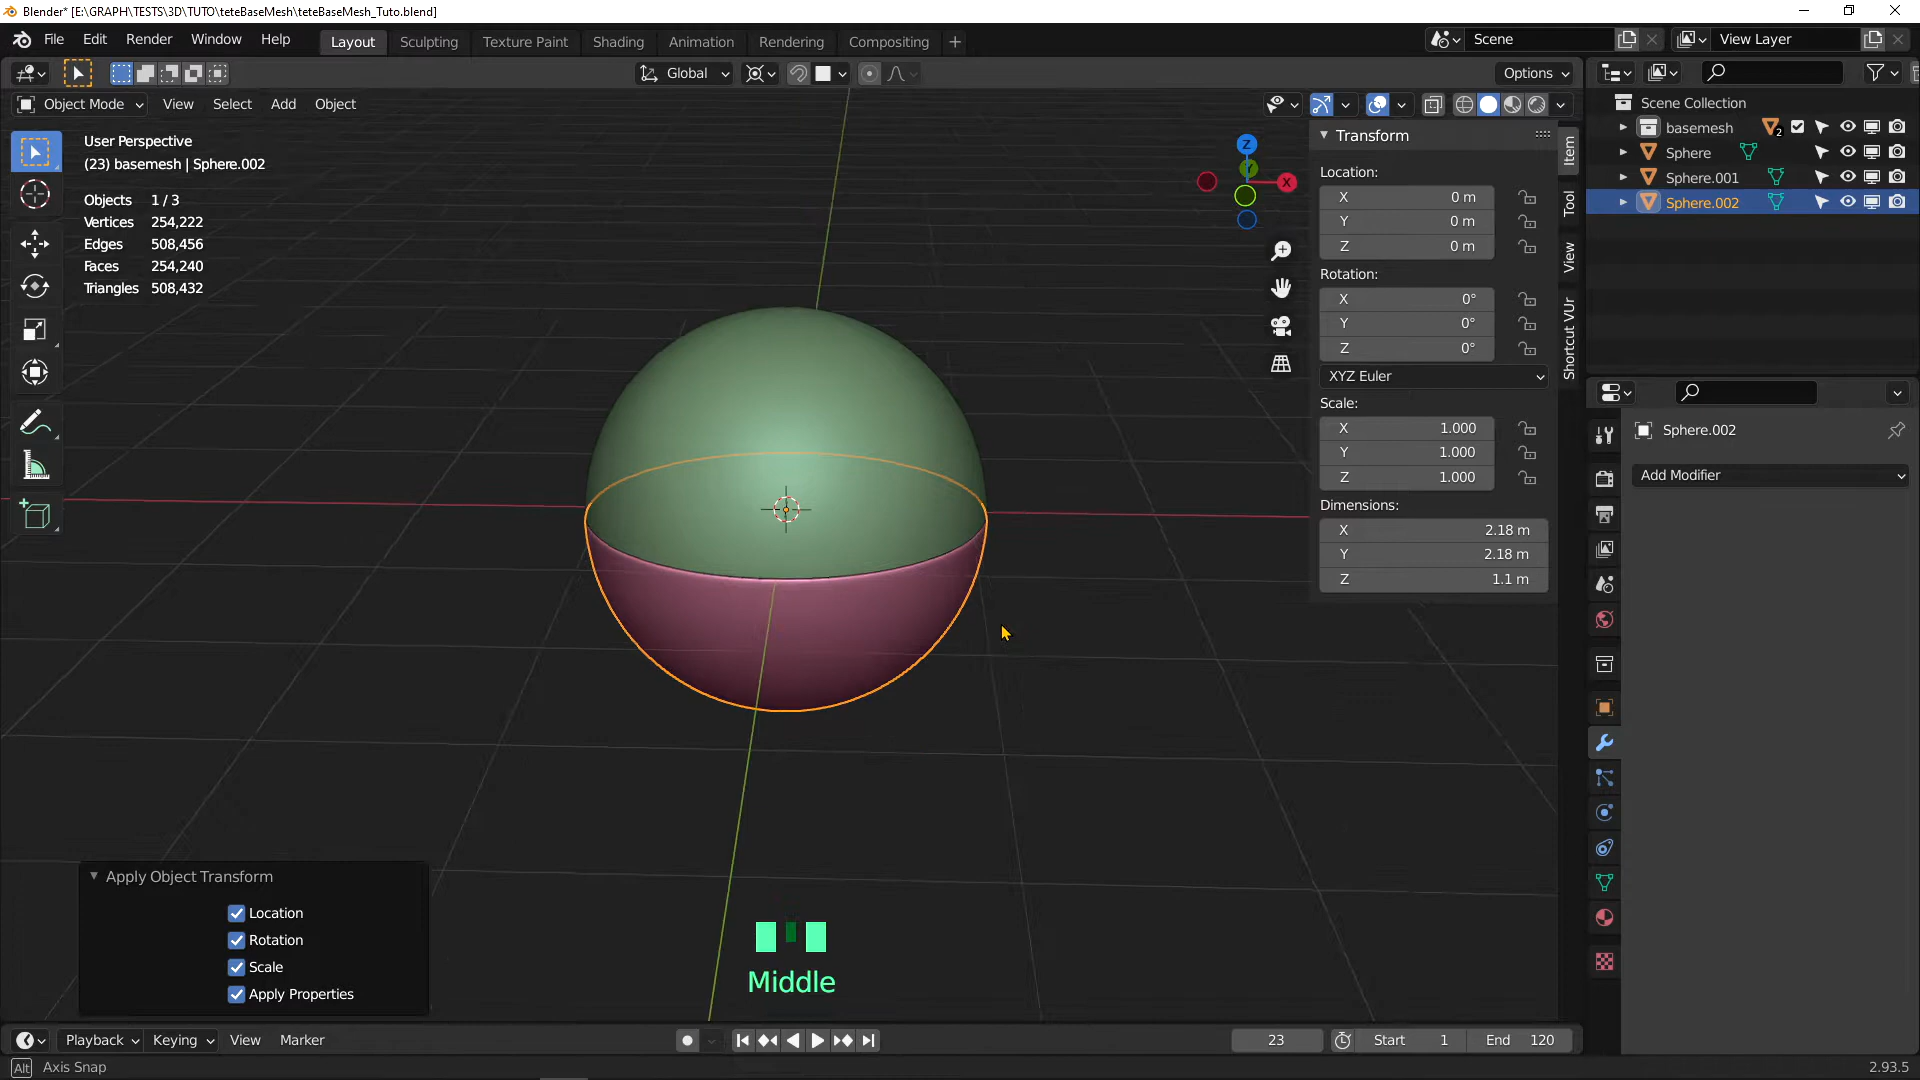 Blender* [E:\GRAPH\TESTS\3D\TUTO\teteBaseMesh\teteBaseMesh_Tuto.blend]
File Edit Render Window Help Layout Sculpting Texture Paint Shading Animation Rendering Compositing + Scene View Layer
Global Options
Object Mode View Select Add Object
User Perspective
(23) basemesh | Sphere.002
Objects 1 / 3
Vertices 254,222
Edges 508,456
Faces 254,240
Triangles 508,432
Z
Y
X
Transform
Location:
X 0 m
Y 0 m
Z 0 m
Rotation:
X 0°
Y 0°
Z 0°
XYZ Euler
Scale:
X 1.000
Y 1.000
Z 1.000
Dimensions:
X 2.18 m
Y 2.18 m
Z 1.1 m
Item
Tool
View
Shortcut VUr
Scene Collection
basemesh 2
Sphere
Sphere.001
Sphere.002
Sphere.002
Add Modifier
Apply Object Transform
Location
Rotation
Scale
Apply Properties
Middle
Playback Keying View Marker 23 Start 1 End 120
Alt Axis Snap 2.93.5